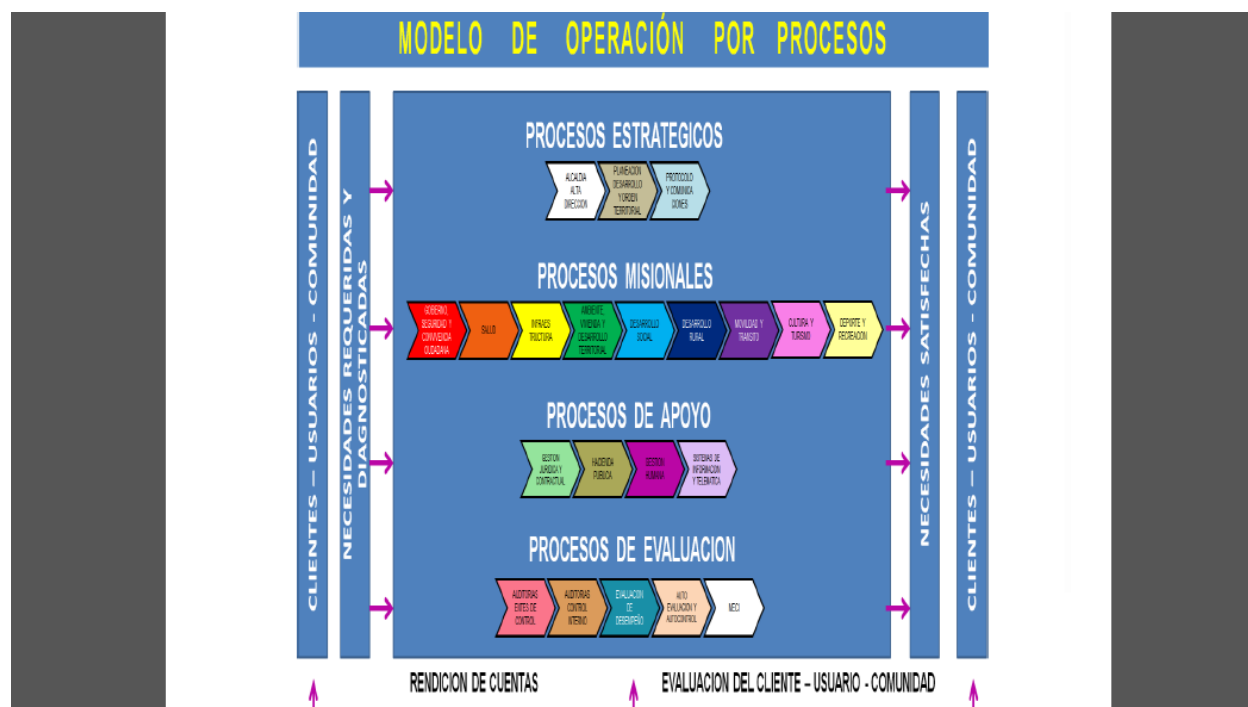 MODELO DE OPERACIÓN POR PROCESOS
CLIENTES – USUARIOS - COMUNIDAD
NECESIDADES REQUERIDAS Y
DIAGNOSTICADAS
PROCESOS ESTRATEGICOS
ALCALDIA
ALTA
DIRECCION
PLANEACION
DESARROLLO
Y ORDEN
TERRITORIAL
PROTOCOLO
Y COMUNICA
CIONES
PROCESOS MISIONALES
GOBIERNO,
SEGURIDAD Y
CONVIVENCIA
CIUDADANA
SALUD
INFRAES
TRUCTURA
AMBIENTE,
VIVIENDA Y
DESARROLLO
TERRITORIAL
DESARROLLO
SOCIAL
DESARROLLO
RURAL
MOVILIDAD Y
TRANSITO
CULTURA Y
TURISMO
DEPORTE Y
RECREACION
PROCESOS DE APOYO
GESTION
JURIDICA Y
CONTRACTUAL
HACIENDA
PUBLICA
GESTION
HUMANA
SISTEMAS DE
INFORMACION
Y TELEMATICA
PROCESOS DE EVALUACION
AUDITORIAS
ENTES DE
CONTROL
AUDITORIAS
CONTROL
INTERNO
EVALUACION
DE
DESEMPEÑO
AUTO
EVALUACION Y
AUTOCONTROL
MECI
NECESIDADES SATISFECHAS
CLIENTES – USUARIOS - COMUNIDAD
RENDICION DE CUENTAS
EVALUACION DEL CLIENTE – USUARIO - COMUNIDAD